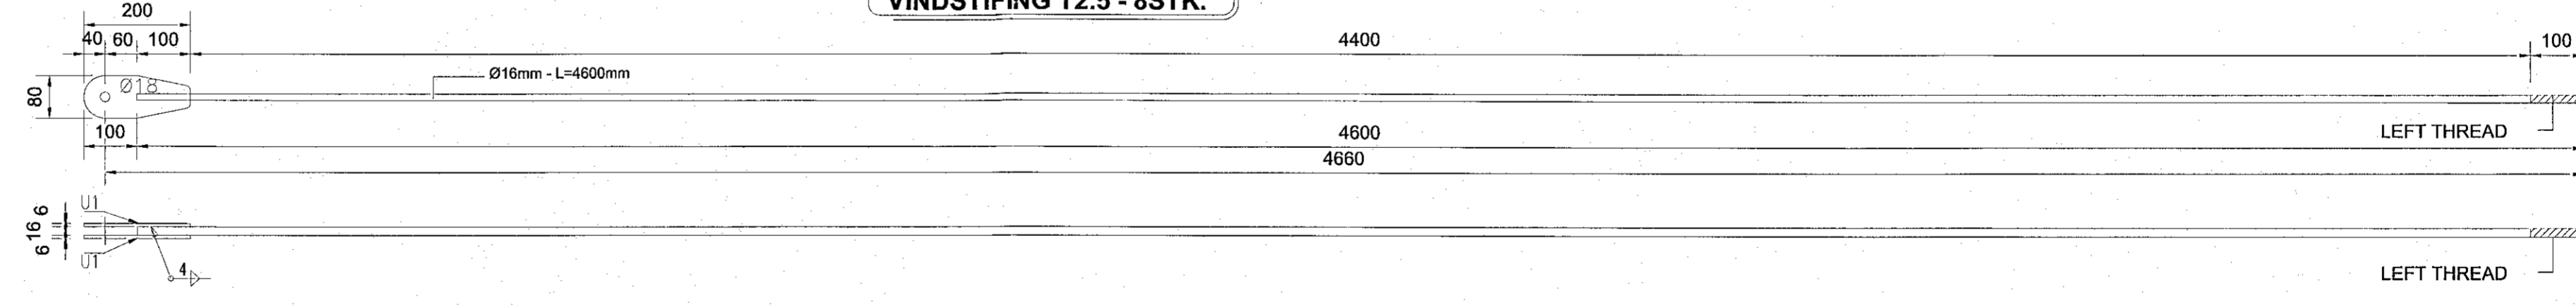 VINDSTIFING 12.5 - 8STK.
200
40 60 100
4400
100
Ø16mm - L=4600mm
Ø18
80
100
4600
LEFT THREAD
4660
U1
6
16
6
U1
4
LEFT THREAD